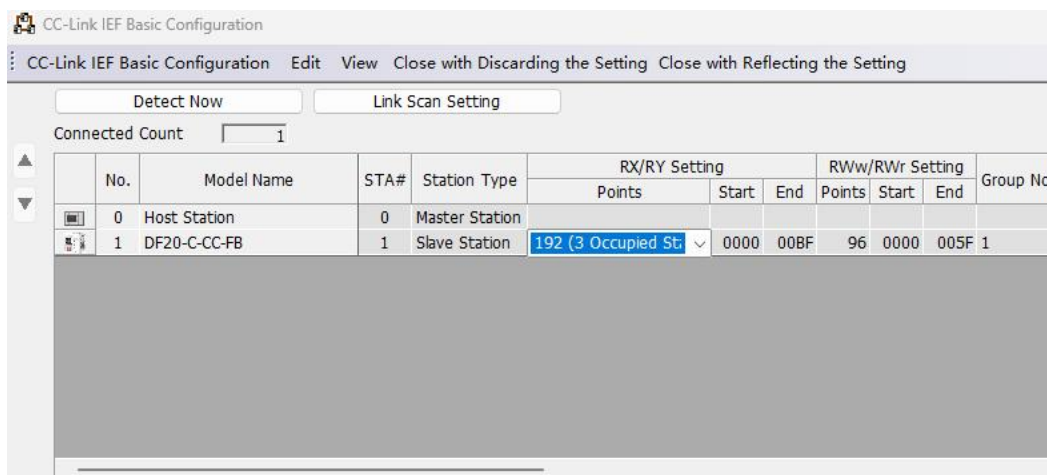 CC-Link IEF Basic Configuration
CC-Link IEF Basic Configuration Edit View Close with Discarding the Setting Close with Reflecting the Setting
Detect Now Link Scan Setting
Connected Count 1
No. Model Name STA# Station Type RX/RY Setting RWw/RWr Setting Group No
Points Start End Points Start End
0 Host Station 0 Master Station
1 DF20-C-CC-FB 1 Slave Station 192 (3 Occupied St 0000 00BF 96 0000 005F 1